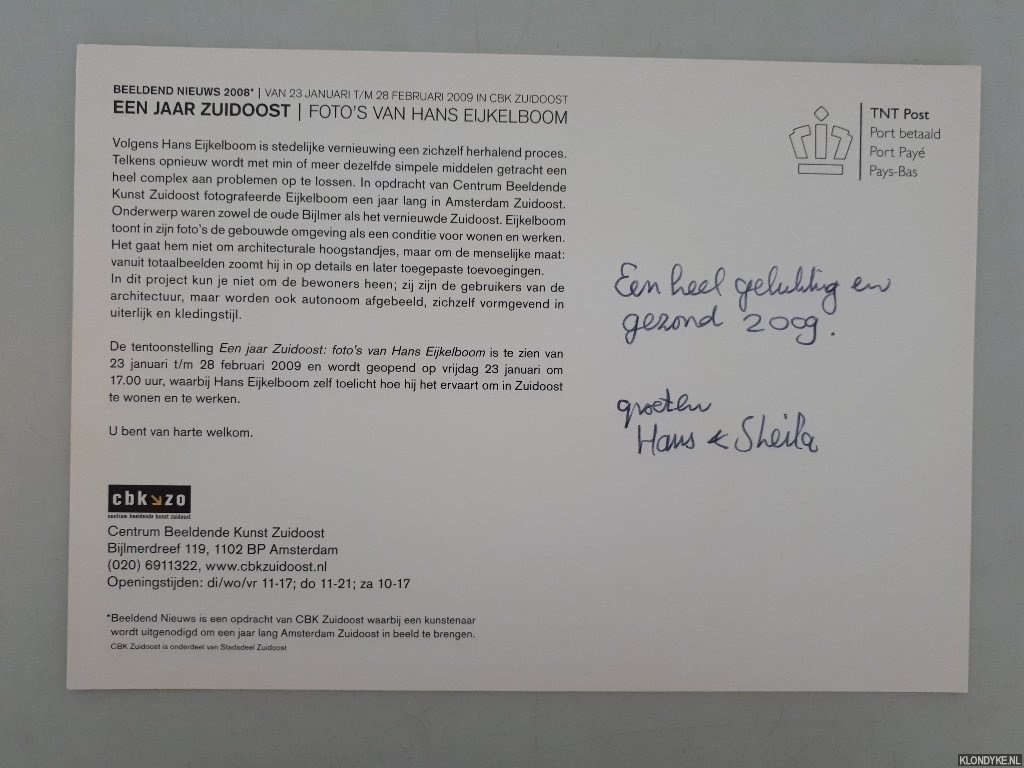 BEELDEND NIEUWS 2008* | VAN 23 JANUARI T/M 28 FEBRUARI 2009 IN CBK ZUIDOOST
EEN JAAR ZUIDOOST | FOTO'S VAN HANS EIJKELBOOM
Volgens Hans Eijkelboom is stedelijke vernieuwing een zichzelf herhalend proces.
Telkens opnieuw wordt met min of meer dezelfde simpele middelen getracht een
heel complex aan problemen op te lossen. In opdracht van Centrum Beeldende
Kunst Zuidoost fotografeerde Eijkelboom een jaar lang in Amsterdam Zuidoost.
Onderwerp waren zowel de oude Bijlmer als het vernieuwde Zuidoost. Eijkelboom
toont in zijn foto's de gebouwde omgeving als een conditie voor wonen en werken.
Het gaat hem niet om architecturale hoogstandjes, maar om de menselijke maat:
vanuit totaalbeelden zoomt hij in op details en later toegepaste toevoegingen.
In dit project kun je niet om de bewoners heen; zij zijn de gebruikers van de
architectuur, maar worden ook autonoom afgebeeld, zichzelf vormgevend in
uiterlijk en kledingstijl.
De tentoonstelling Een jaar Zuidoost: foto's van Hans Eijkelboom is te zien van
23 januari t/m 28 februari 2009 en wordt geopend op vrijdag 23 januari om
17.00 uur, waarbij Hans Eijkelboom zelf toelicht hoe hij het ervaart om in Zuidoost
te wonen en te werken.
U bent van harte welkom.
cbk zo
centrum beeldende kunst zuidoost
Centrum Beeldende Kunst Zuidoost
Bijlmerdreef 119, 1102 BP Amsterdam
(020) 6911322, www.cbkzuidoost.nl
Openingstijden: di/wo/vr 11-17; do 11-21; za 10-17
*Beeldend Nieuws is een opdracht van CBK Zuidoost waarbij een kunstenaar
wordt uitgenodigd om een jaar lang Amsterdam Zuidoost in beeld te brengen.
CBK Zuidoost is onderdeel van Stadsdeel Zuidoost
TNT Post
Port betaald
Port Payé
Pays-Bas
Een heel gelukkig en
gezond 2009.
groeten
Hans & Sheila
KLONDYKE.NL